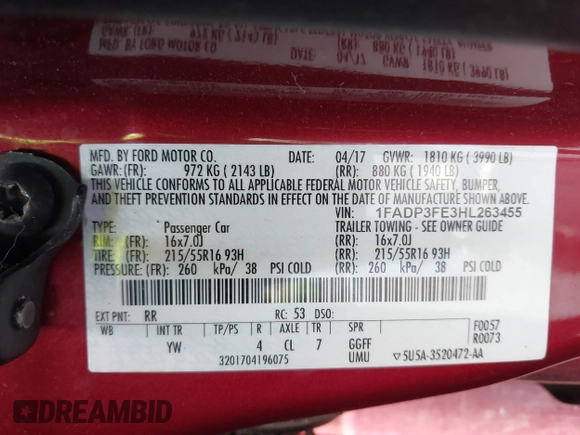 MFD. BY FORD MOTOR CO. DATE: 04/17 GVWR: 1810 KG ( 3990 LB)
GAWR:(FR): 972 KG ( 2143 LB) (RR): 880 KG ( 1940 LB)
THIS VEHICLE CONFORMS TO ALL APPLICABLE FEDERAL MOTOR VEHICLE SAFETY, BUMPER,
AND THEFT PREVENTION STANDARDS IN EFFECT ON THE DATE OF MANUFACTURE SHOWN ABOVE.
VIN: 1FADP3FE3HL263455
TYPE: Passenger Car TRAILER TOWING - SEE OWNER GUIDE
RIM: (FR) 16x7.0J (RR) 16x7.0J
TIRE: (FR) 215/55R16 93H (RR) 215/55R16 93H
PRESSURE:(FR) 260 kPa/ 38 PSI COLD (RR) 260 kPa/ 38 PSI COLD
EXT PNT: RR RC: 53 DSO: F0057
WB INT TR TP/PS R AXLE TR SPR R0073
YW 4 CL 7 GGFF
3201704196075 UMU ▽5U5A-3520472-AA
DREAMBID